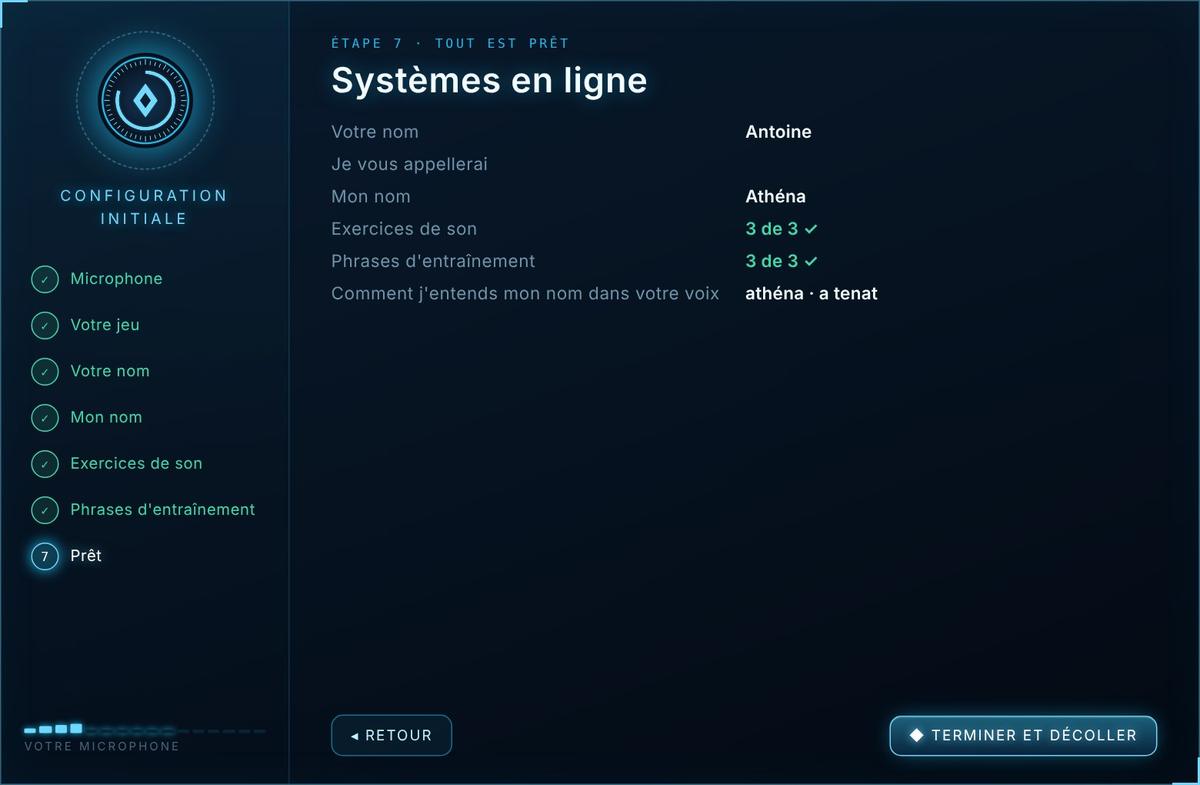 CONFIGURATION
INITIALE
✓ Microphone
✓ Votre jeu
✓ Votre nom
✓ Mon nom
✓ Exercices de son
✓ Phrases d'entraînement
7 Prêt
VOTRE MICROPHONE
ÉTAPE 7 · TOUT EST PRÊT
Systèmes en ligne
Votre nom Antoine
Je vous appellerai
Mon nom Athéna
Exercices de son 3 de 3 ✓
Phrases d'entraînement 3 de 3 ✓
Comment j'entends mon nom dans votre voix athéna · a tenat
◂ RETOUR
◆ TERMINER ET DÉCOLLER